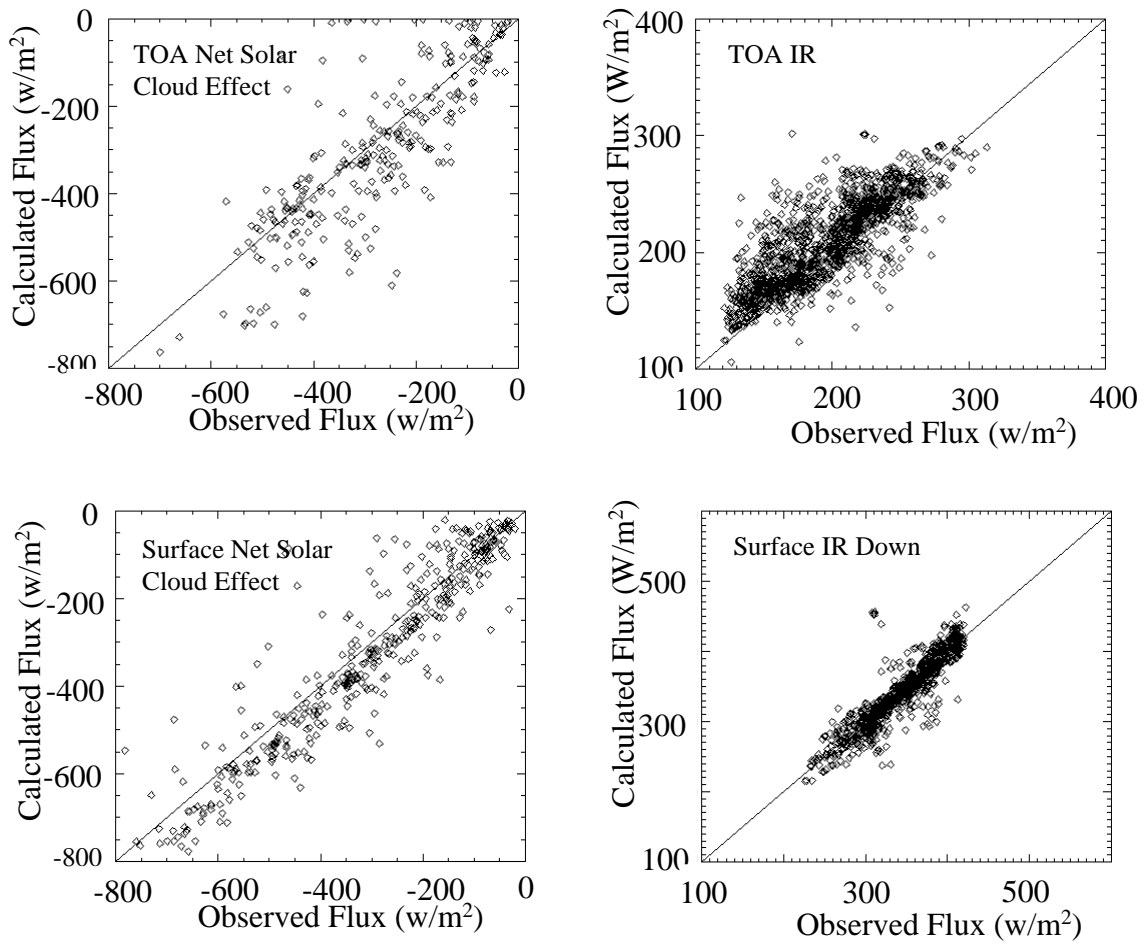 0
-200
-400
-600
-800
Calculated Flux (w/m²)
TOA Net Solar
Cloud Effect
-800 -600 -400 -200 0
Observed Flux (w/m²)
400
300
200
100
Calculated Flux (W/m²)
TOA IR
100 200 300 400
Observed Flux (w/m²)
0
-200
-400
-600
-800
Calculated Flux (w/m²)
Surface Net Solar
Cloud Effect
-800 -600 -400 -200 0
Observed Flux (w/m²)
500
300
100
Calculated Flux (W/m²)
Surface IR Down
100 300 500
Observed Flux (w/m²)